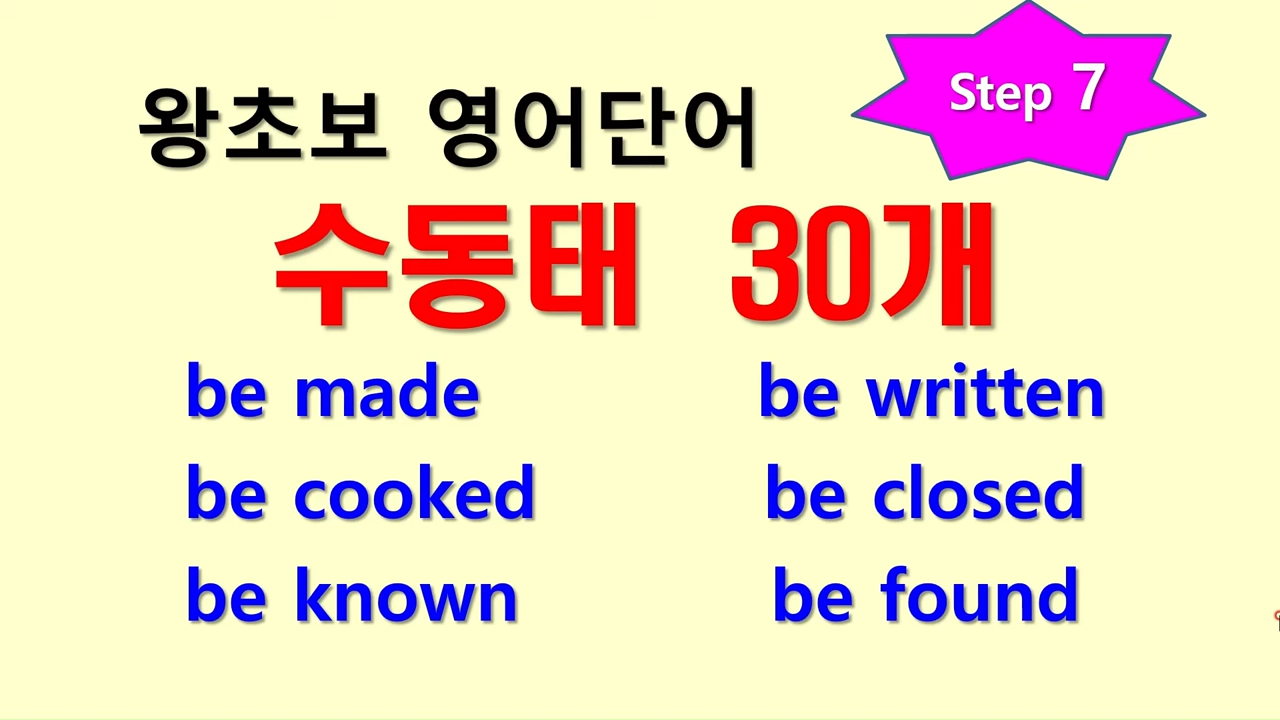 Step 7
왕초보 영어단어
수동태 30개
be made be written
be cooked be closed
be known be found